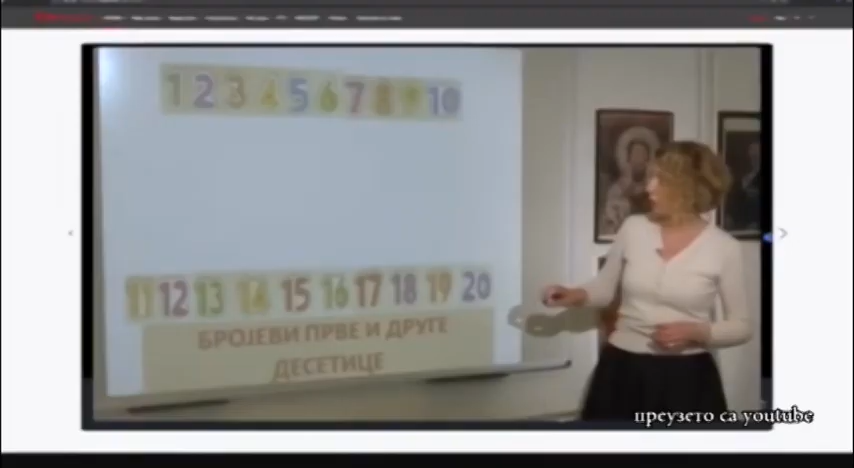 1 2 3 4 5 6 7 8 9 10
11 12 13 14 15 16 17 18 19 20
БРОЈЕВИ ПРВЕ И ДРУГЕ
ДЕСЕТИЦЕ
преузето са youtube